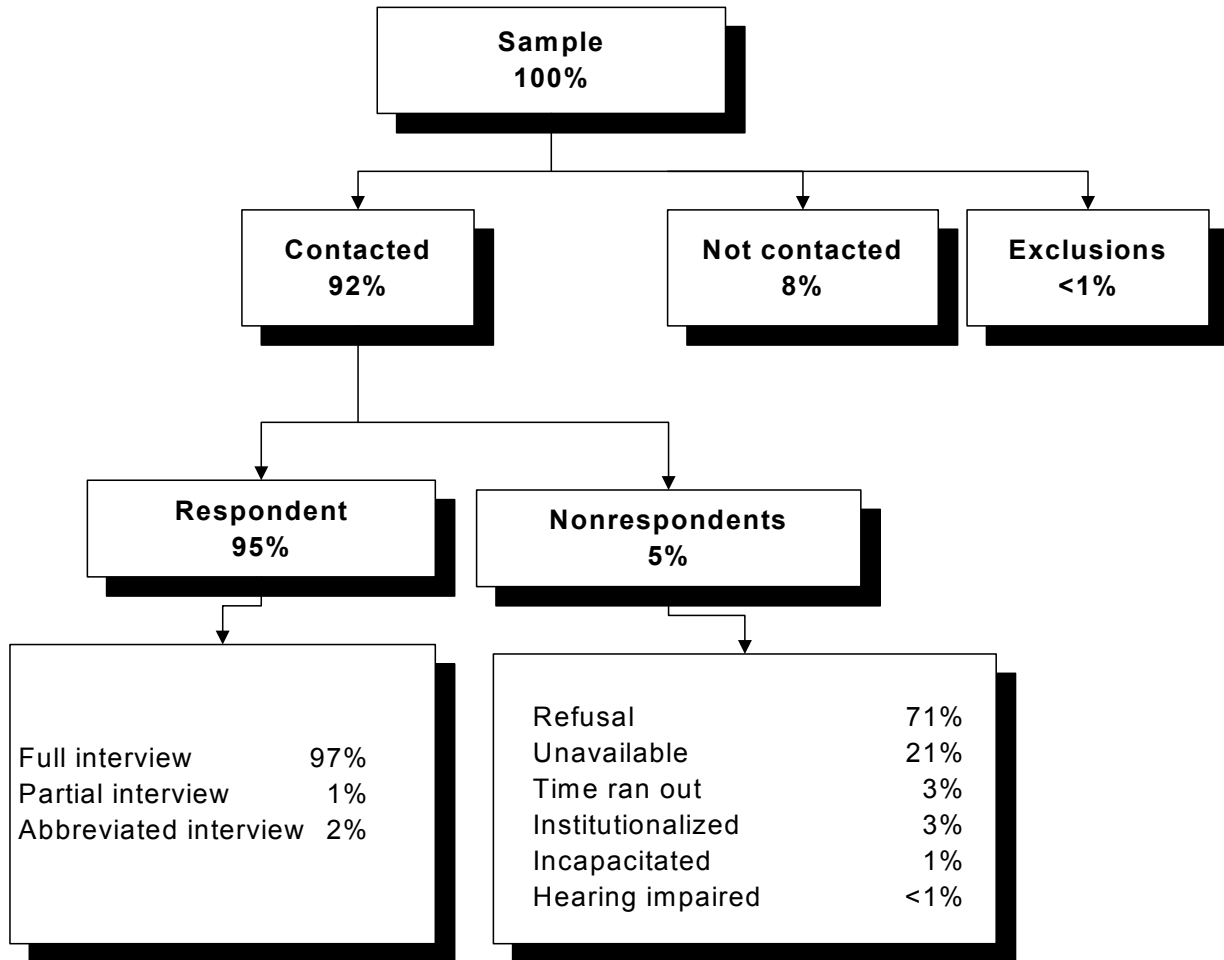 Sample
100%
Contacted
92%
Not contacted
8%
Exclusions
<1%
Respondent
95%
Nonrespondents
5%
Full interview 97%
Partial interview 1%
Abbreviated interview 2%
Refusal 71%
Unavailable 21%
Time ran out 3%
Institutionalized 3%
Incapacitated 1%
Hearing impaired <1%